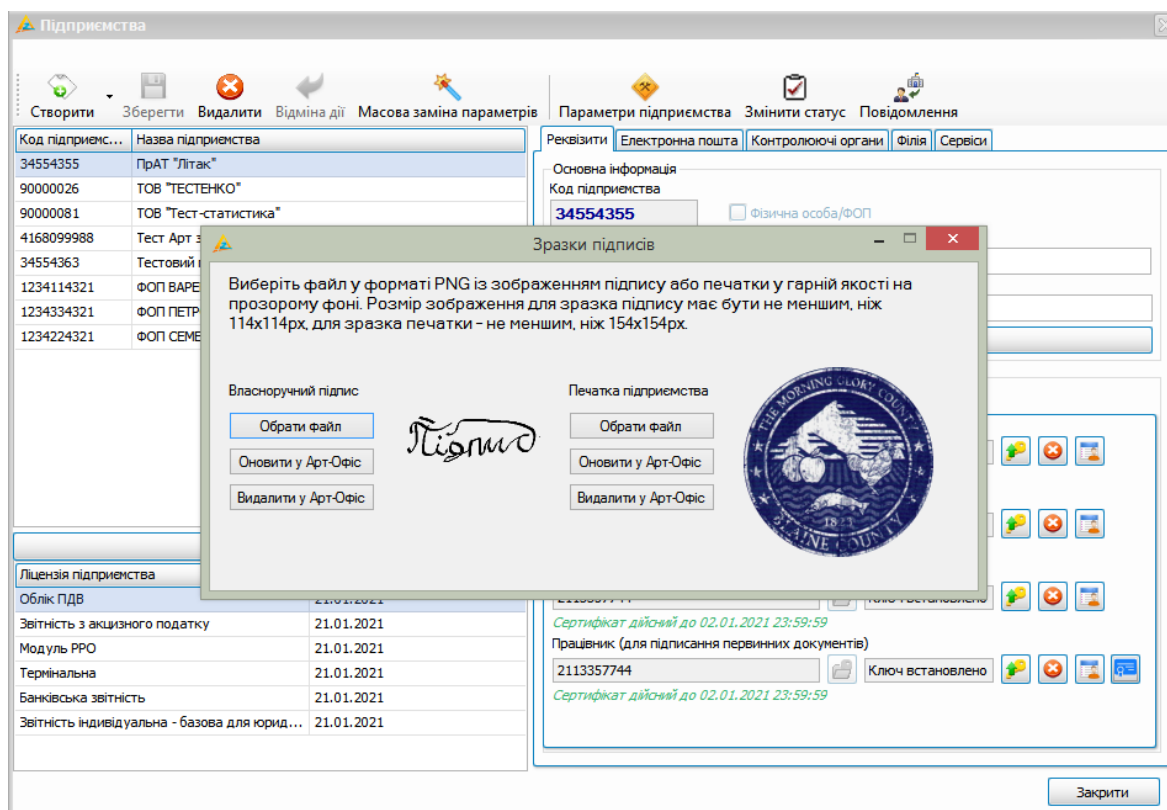 Підприємства
Створити Зберегти Видалити Відміна дії Масова заміна параметрів Параметри підприємства Змінити статус Повідомлення
Код підприємс... Назва підприємства
34554355 ПрАТ "Літак"
90000026 ТОВ "ТЕСТЕНКО"
90000081 ТОВ "Тест-статистика"
4168099988 Тест Арт
34554363 Тестовий
1234114321 ФОП ВАРЕ
1234334321 ФОП ПЕТР
1234224321 ФОП СЕМЕ
Реквізити Електронна пошта Контролюючі органи Філія Сервіси
Основна інформація
Код підприємства
34554355 Фізична особа/ФОП
Зразки підписів
Виберіть файл у форматі PNG із зображенням підпису або печатки у гарній якості на
прозорому фоні. Розмір зображення для зразка підпису має бути не меншим, ніж
114x114px, для зразка печатки – не меншим, ніж 154x154px.
Власноручний підпис
Обрати файл
Оновити у Арт-Офіс
Видалити у Арт-Офіс
Підпис
Печатка підприємства
Обрати файл
Оновити у Арт-Офіс
Видалити у Арт-Офіс
THE MORNING GLORY COUNTY
1823
BLAINE COUNTY
Ліцензія підприємства
Облік ПДВ 21.01.2021
Звітність з акцизного податку 21.01.2021
Модуль РРО 21.01.2021
Термінальна 21.01.2021
Банківська звітність 21.01.2021
Звітність індивідуальна - базова для юрид... 21.01.2021
2113357744 Ключ встановлено
Сертифікат дійсний до 02.01.2021 23:59:59
Працівник (для підписання первинних документів)
2113357744 Ключ встановлено
Сертифікат дійсний до 02.01.2021 23:59:59
Закрити